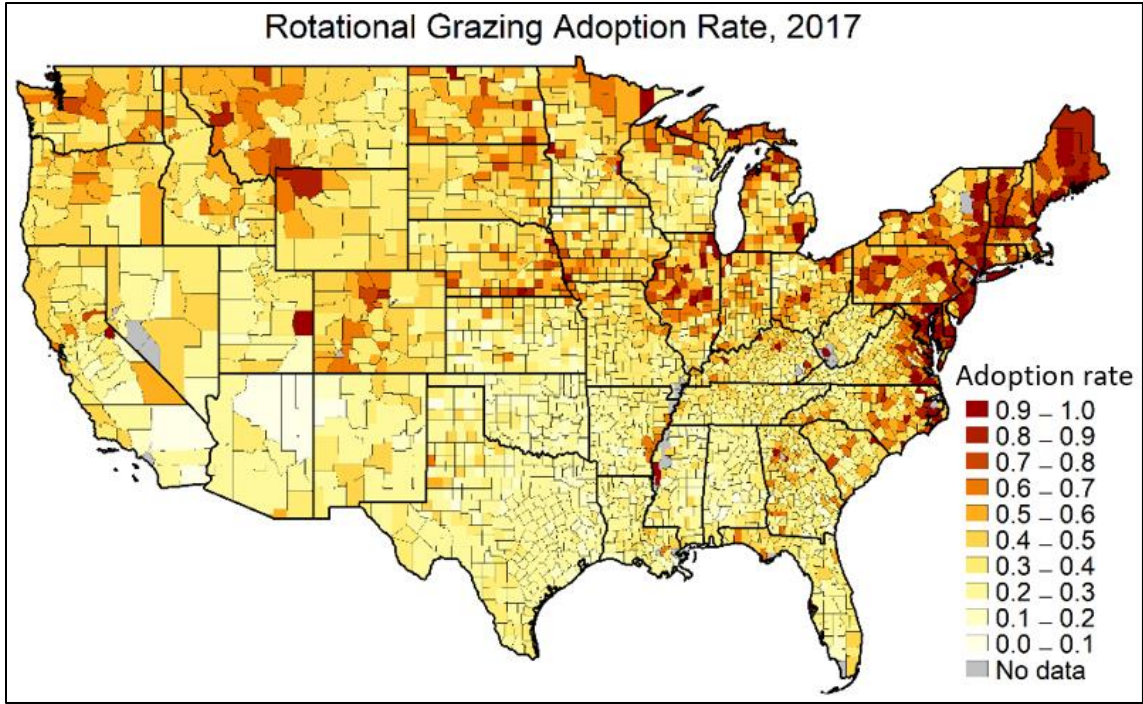 Rotational Grazing Adoption Rate, 2017
Adoption rate
0.9 – 1.0
0.8 – 0.9
0.7 – 0.8
0.6 – 0.7
0.5 – 0.6
0.4 – 0.5
0.3 – 0.4
0.2 – 0.3
0.1 – 0.2
0.0 – 0.1
No data